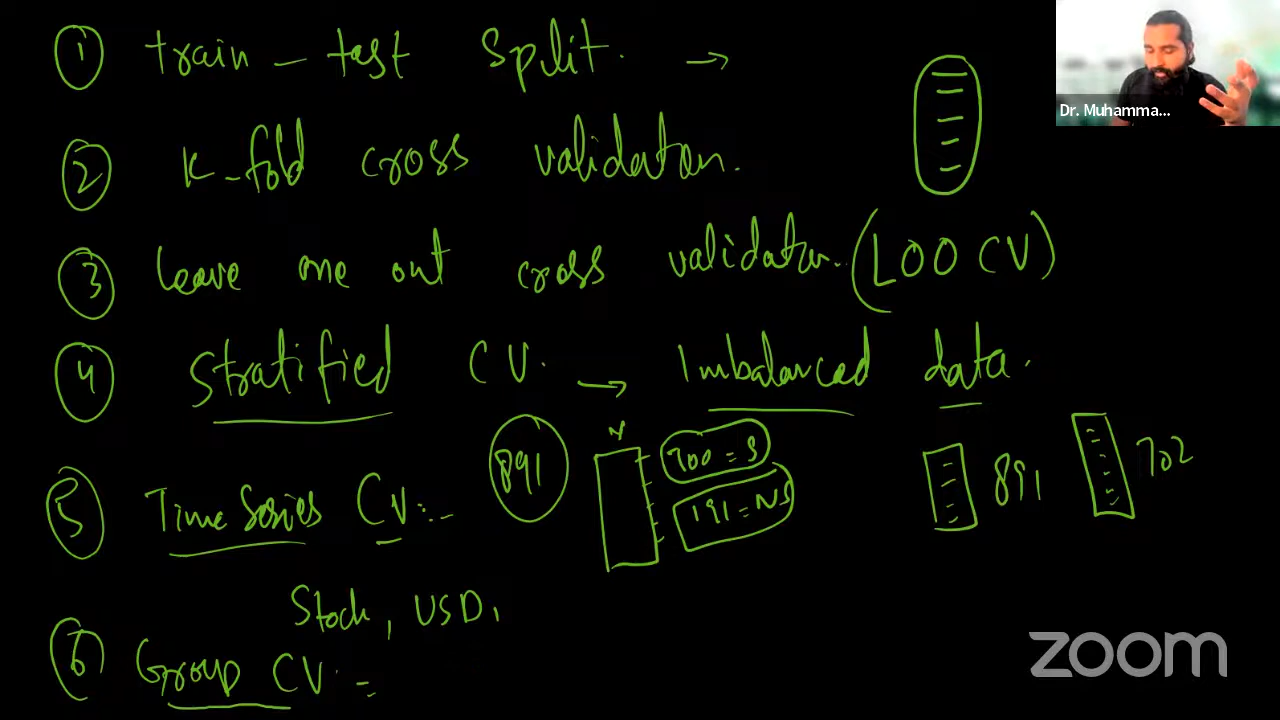 Dr. Muhamma...
① train - test split. →
② K-fold cross validation.
③ leave one out cross validation. (LOO CV)
④ Stratified CV. → Imbalanced data.
891
700 = S
191 = NS
891
702
⑤ Time Series CV:-
Stock, USD,
⑥ Group CV =
zoom